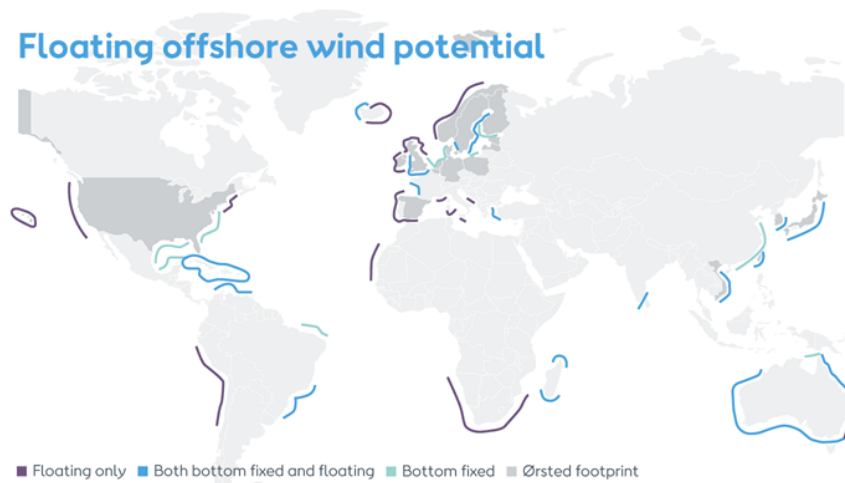 Floating offshore wind potential
Floating only
Both bottom fixed and floating
Bottom fixed
Ørsted footprint